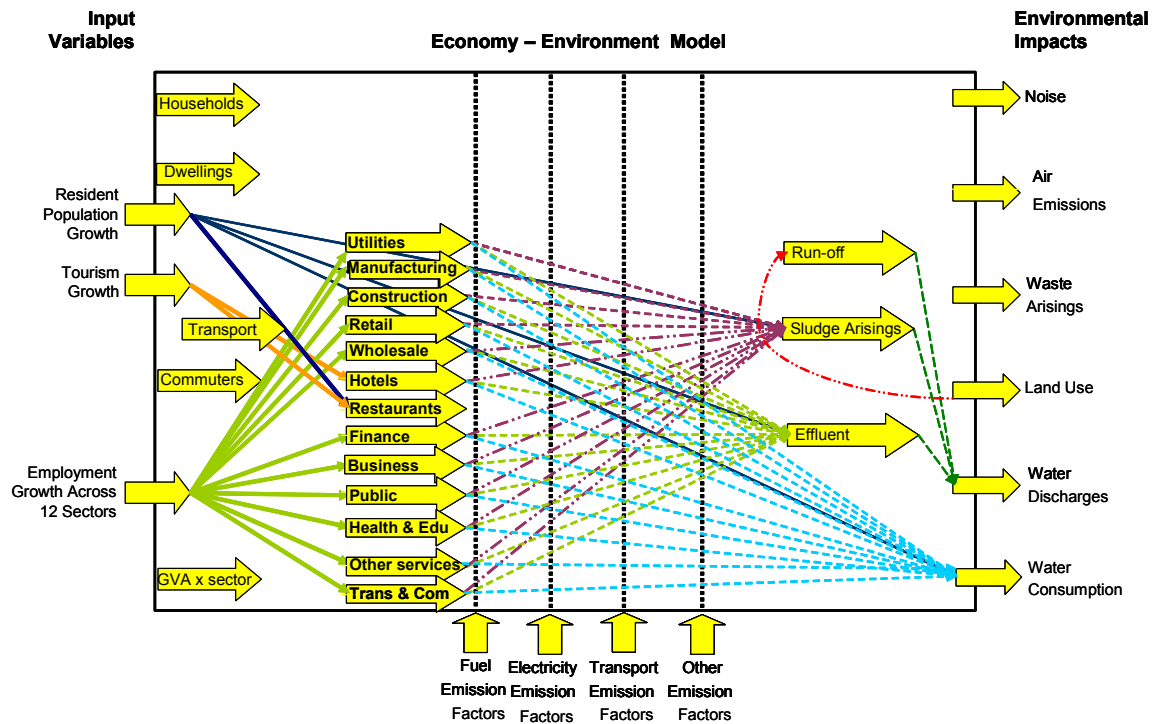 Input
Variables
Economy – Environment Model
Environmental
Impacts
Households
Dwellings
Resident
Population
Growth
Tourism
Growth
Transport
Commuters
Employment
Growth Across
12 Sectors
GVA x sector
Utilities
Manufacturing
Construction
Retail
Wholesale
Hotels
Restaurants
Finance
Business
Public
Health & Edu
Other services
Trans & Com
Run-off
Sludge Arisings
Effluent
Noise
Air
Emissions
Waste
Arisings
Land Use
Water
Discharges
Water
Consumption
Fuel
Emission
Factors
Electricity
Emission
Factors
Transport
Emission
Factors
Other
Emission
Factors